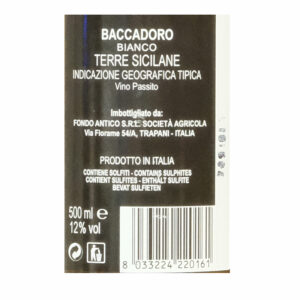 BACCADORO
BIANCO
TERRE SICILIANE
INDICAZIONE GEOGRAFICA TIPICA
Vino Passito
Imbottigliato da:
FONDO ANTICO S.R.L. SOCIETÀ AGRICOLA
Via Fiorame 54/A, TRAPANI - ITALIA
PRODOTTO IN ITALIA
CONTIENE SOLFITI - CONTAINS SULPHITES
CONTIENT SULFITES - ENTHÄLT SULFITE
BEVAT SULFIETEN
500 ml e
12% vol
8 033224 220161